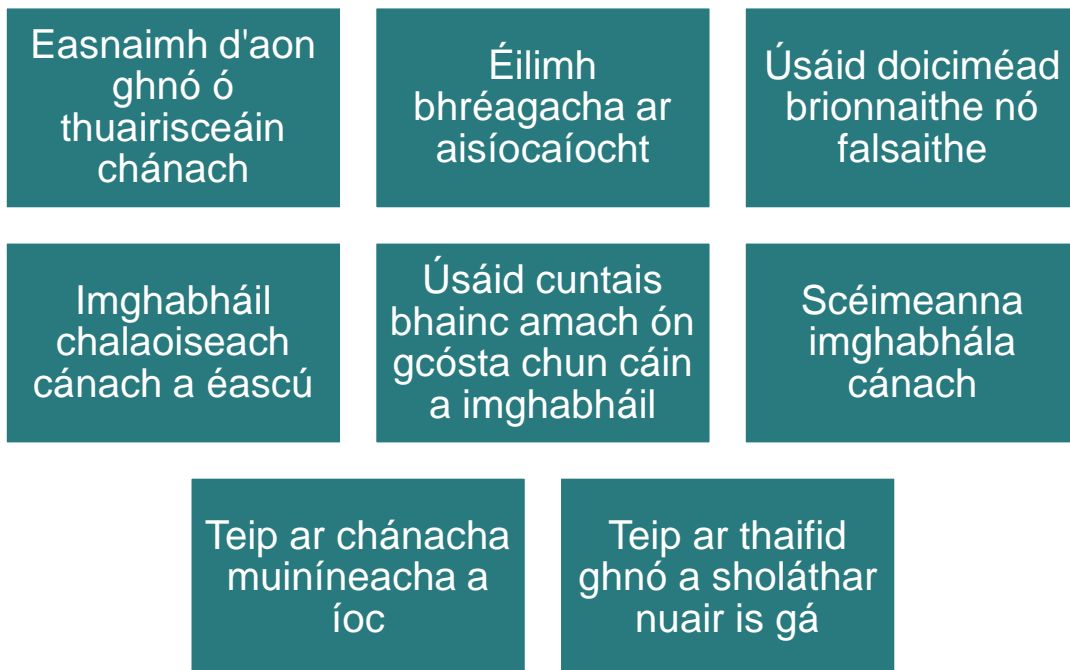 Easnaimh d'aon
ghnó ó
thuairisceáin
chánach
Éilimh
bhréagacha ar
aisíocaíocht
Úsáid doiciméad
brionnaithe nó
falsaithe
Imghabháil
chalaoiseach
cánach a éascú
Úsáid cuntais
bhainc amach ón
gcósta chun cáin
a imghabháil
Scéimeanna
imghabhála
cánach
Teip ar chánacha
muiníneacha a
íoc
Teip ar thaifid
ghnó a sholáthar
nuair is gá